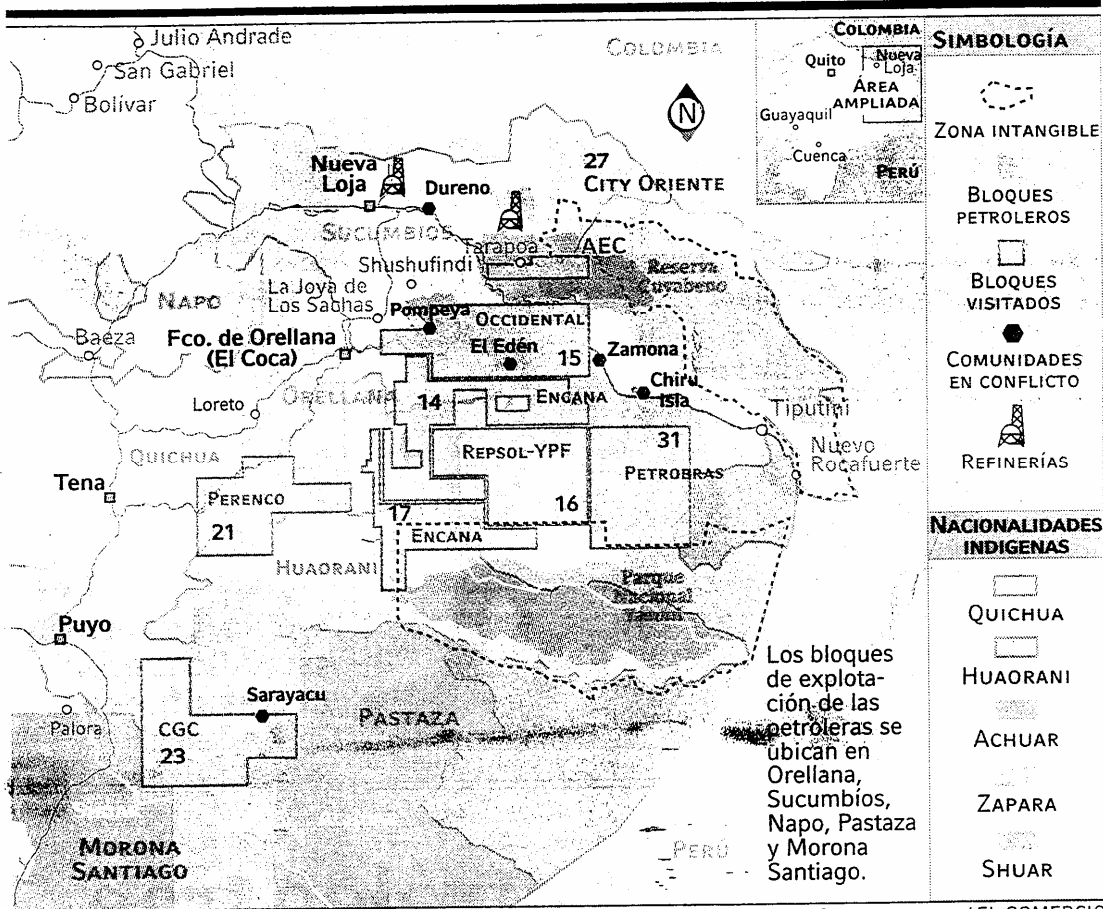 Julio Andrade
San Gabriel
Bolívar
COLOMBIA
N
Nueva
Loja
Dureno
27
CITY ORIENTE
SUCUMBIOS
Tarapoa
AEC
Shushufindi
Reserva
Cuyabeno
La Joya de
Los Sachas
NAPO
Pompeya
OCCIDENTAL
Baeza
Fco. de Orellana
(El Coca)
El Edén
15
Zamona
Chiru
Isla
Loreto
ORELLANA
14
ENCANA
Tiputini
Nuevo
Rocafuerte
QUICHUA
REPSOL-YPF
31
PETROBRAS
Tena
PERENCO
21
17
16
ENCANA
HUAORANI
Parque
Nacional
Yasuní
Puyo
Sarayacu
Palora
CGC
23
PASTAZA
MORONA
SANTIAGO
PERÚ
Los bloques
de explota-
ción de las
petroleras se
ubican en
Orellana,
Sucumbíos,
Napo, Pastaza
y Morona
Santiago.
COLOMBIA
Quito
Nueva
Loja
ÁREA
AMPLIADA
Guayaquil
Cuenca
PERÚ
SIMBOLOGÍA
ZONA INTANGIBLE
BLOQUES
PETROLEROS
BLOQUES
VISITADOS
COMUNIDADES
EN CONFLICTO
REFINERÍAS
NACIONALIDADES
INDIGENAS
QUICHUA
HUAORANI
ACHUAR
ZAPARA
SHUAR
EL COMERCIO